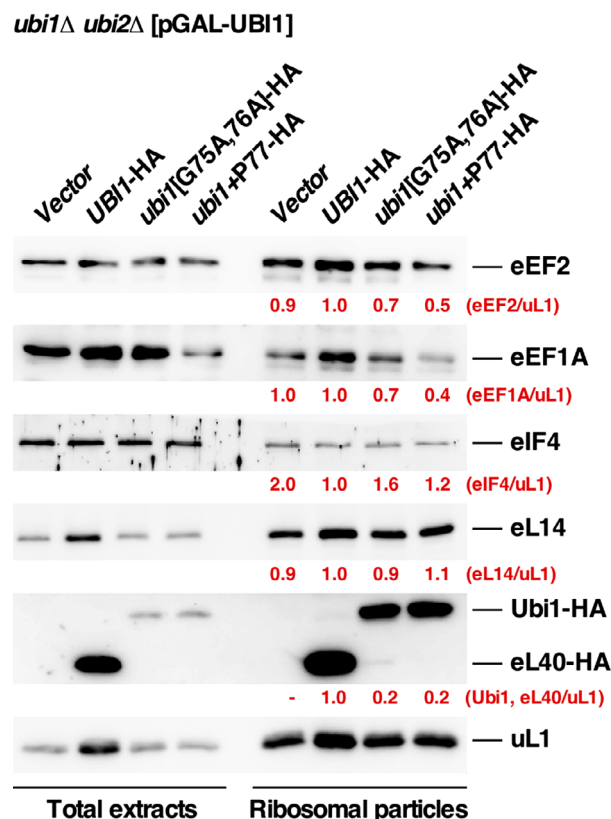 ubi1Δ ubi2Δ [pGAL-UBI1]
Vector UBI1-HA ubi1[G75A,76A]-HA ubi1+P77-HA Vector UBI1-HA ubi1[G75A,76A]-HA ubi1+P77-HA
eEF2
0.9 1.0 0.7 0.5 (eEF2/uL1)
eEF1A
1.0 1.0 0.7 0.4 (eEF1A/uL1)
eIF4
2.0 1.0 1.6 1.2 (eIF4/uL1)
eL14
0.9 1.0 0.9 1.1 (eL14/uL1)
Ubi1-HA
eL40-HA
- 1.0 0.2 0.2 (Ubi1, eL40/uL1)
uL1
Total extracts Ribosomal particles